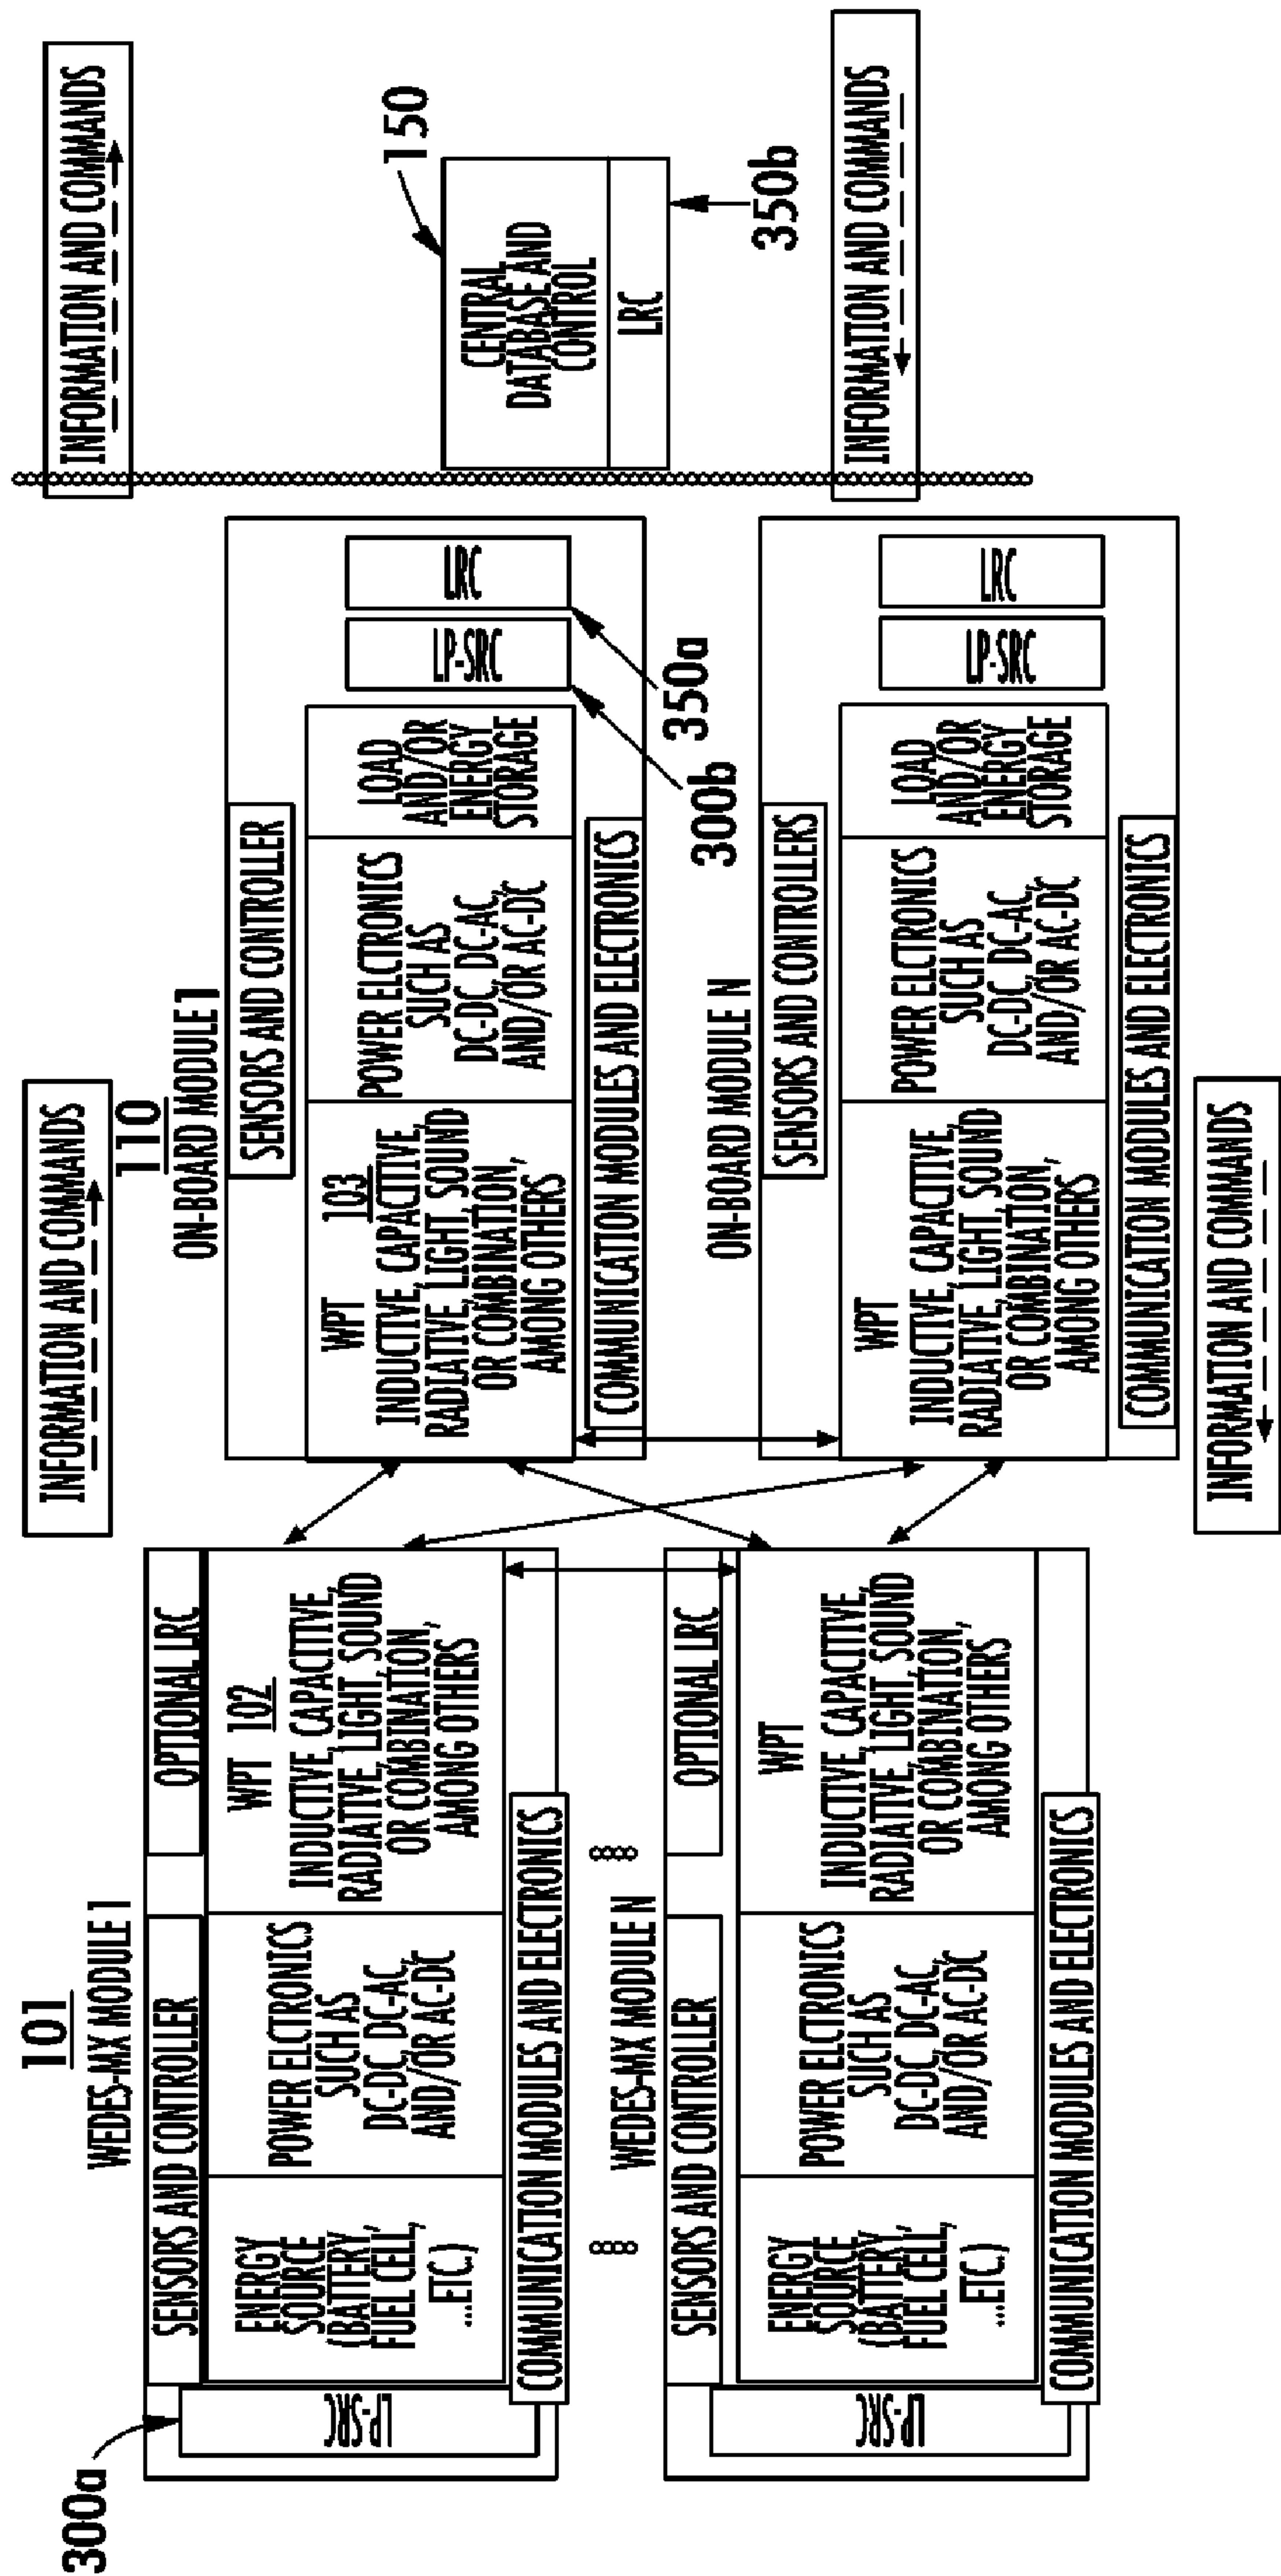 101
WEDES-MX MODULE 1
300a
SENSORS AND CONTROLLER
OPTIONAL LRC
LP-SRC
ENERGY
SOURCE
(BATTERY,
FUEL CELL,
...ETC.)
POWER ELCTRONICS
SUCH AS
DC-DC, DC-AC,
AND/OR AC-DC
WPT 102
INDUCTIVE, CAPACITIVE,
RADIATIVE, LIGHT, SOUND
OR COMBINATION,
AMONG OTHERS
COMMUNICATION MODULES AND ELECTRONICS
WEDES-MX MODULE N
SENSORS AND CONTROLLER
OPTIONAL LRC
LP-SRC
ENERGY
SOURCE
(BATTERY,
FUEL CELL,
...ETC.)
POWER ELECTRONICS
SUCH AS
DC-DC, DC-AC,
AND/OR AC-DC
WPT
INDUCTIVE, CAPACITIVE,
RADIATIVE, LIGHT, SOUND
OR COMBINATION,
AMONG OTHERS
COMMUNICATION MODULES AND ELECTRONICS
INFORMATION AND COMMANDS
110
ON-BOARD MODULE 1
SENSORS AND CONTROLLER
WPT 103
INDUCTIVE, CAPACITIVE,
RADIATIVE, LIGHT, SOUND
OR COMBINATION,
AMONG OTHERS
POWER ELECTRONICS
SUCH AS
DC-DC, DC-AC,
AND/OR AC-DC
LOAD
AND/OR
ENERGY
STORAGE
LP-SRC
LRC
COMMUNICATION MODULES AND ELECTRONICS
300b
350a
ON-BOARD MODULE N
SENSORS AND CONTROLLERS
WPT
INDUCTIVE, CAPACITIVE,
RADIATIVE, LIGHT, SOUND
OR COMBINATION,
AMONG OTHERS
POWER ELECTRONICS
SUCH AS
DC-DC, DC-AC,
AND/OR AC-DC
LOAD
AND/OR
ENERGY
STORAGE
LP-SRC
LRC
COMMUNICATION MODULES AND ELECTRONICS
INFORMATION AND COMMANDS
INFORMATION AND COMMANDS
150
CENTRAL
DATABASE AND
CONTROL
LRC
350b
INFORMATION AND COMMANDS